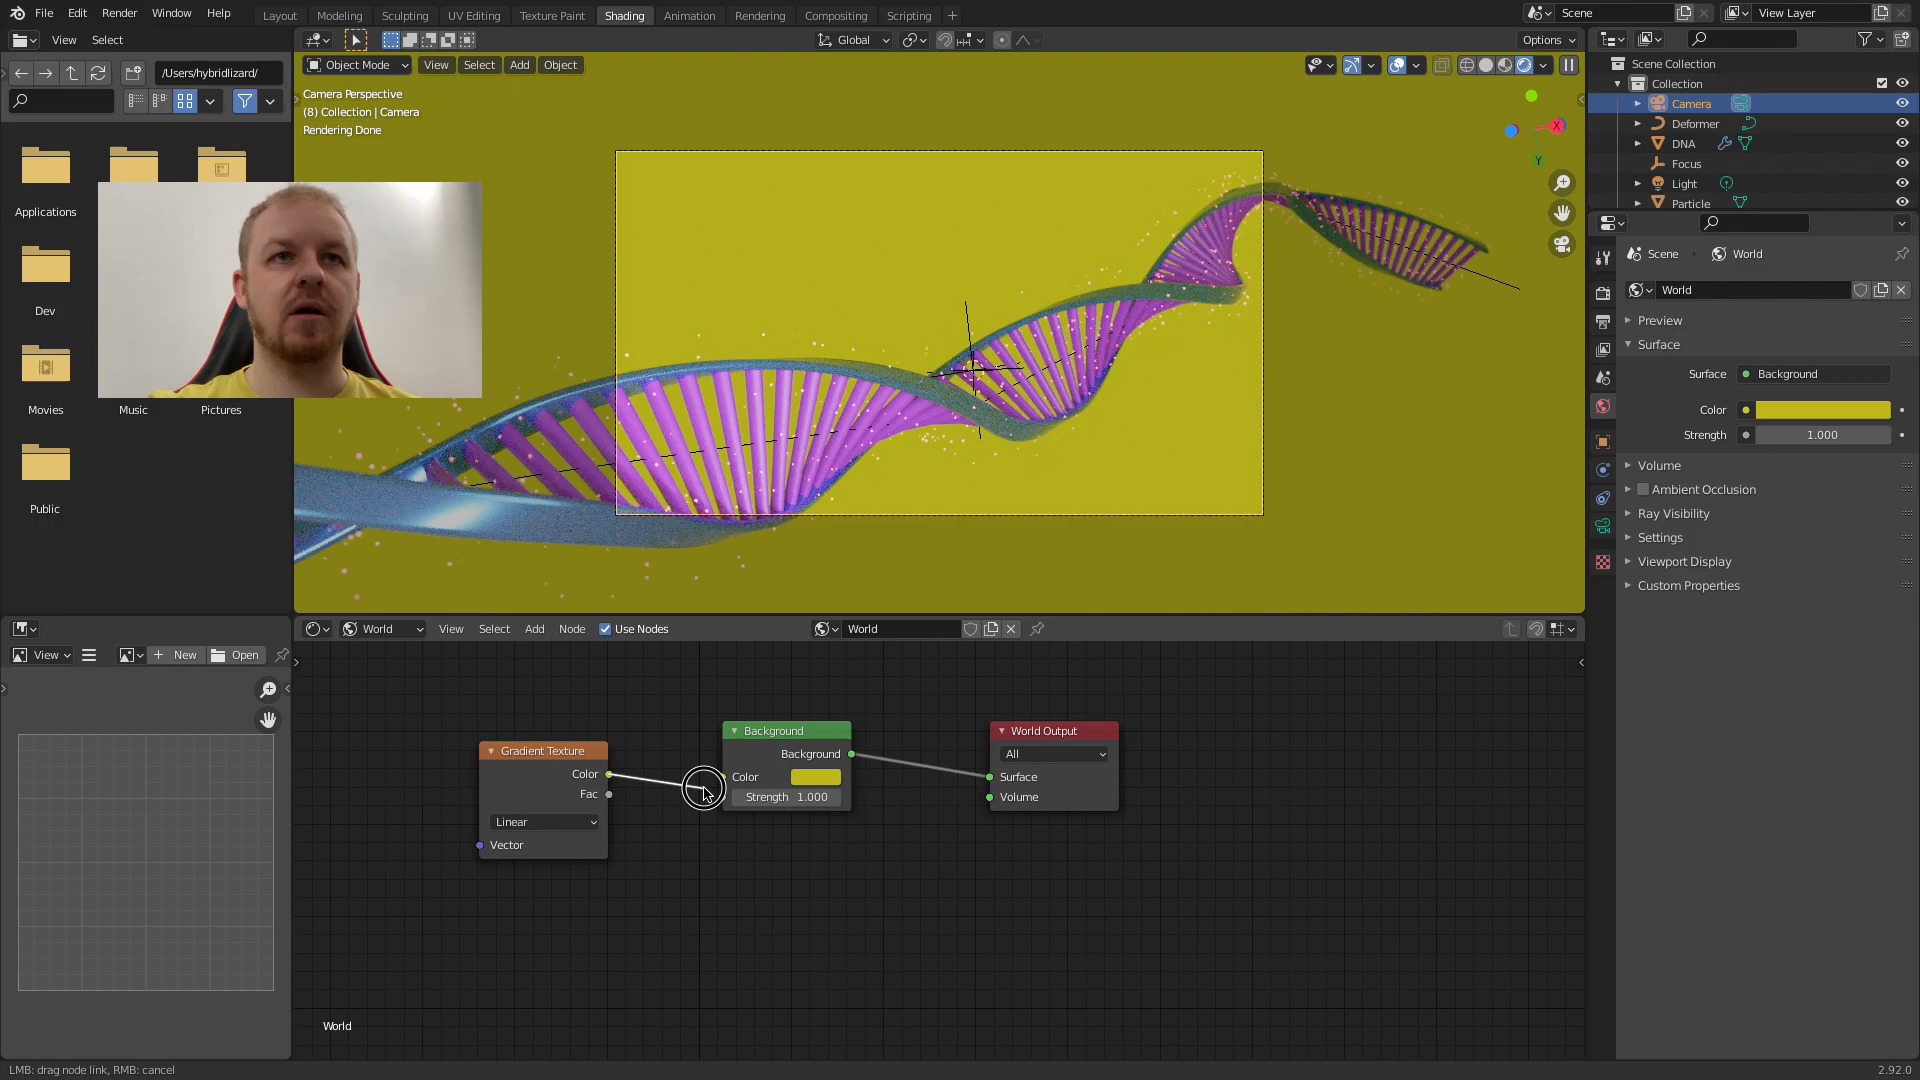 File Edit Render Window Help
Layout Modeling Sculpting UV Editing Texture Paint Shading Animation Rendering Compositing Scripting +
Scene
View Layer
View Select
Global
Options
/Users/hybridlizard/
Object Mode View Select Add Object
Camera Perspective
(8) Collection | Camera
Rendering Done
X
Y
Applications
Dev
Movies
Music
Pictures
Public
Scene Collection
Collection
Camera
Deformer
DNA
Focus
Light
Particle
Scene World
World
Preview
Surface
Surface Background
Color
Strength 1.000
Volume
Ambient Occlusion
Ray Visibility
Settings
Viewport Display
Custom Properties
World View Select Add Node Use Nodes World
View New Open
Gradient Texture
Color
Fac
Linear
Vector
Background
Background
Color
Strength 1.000
World Output
All
Surface
Volume
World
LMB: drag node link, RMB: cancel
2.92.0